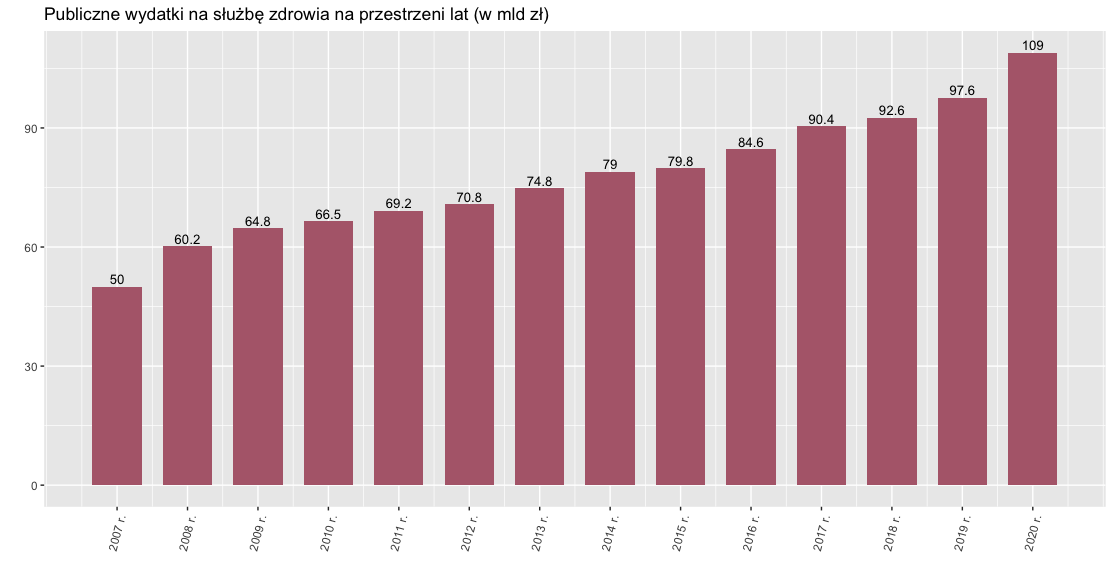 Publiczne wydatki na służbę zdrowia na przestrzeni lat (w mld zł)
109
97.6
92.6
90.4
84.6
79.8
79
74.8
70.8
69.2
66.5
64.8
60.2
50
90
60
30
0
2007 r.
2008 r.
2009 r.
2010 r.
2011 r.
2012 r.
2013 r.
2014 r.
2015 r.
2016 r.
2017 r.
2018 r.
2019 r.
2020 r.